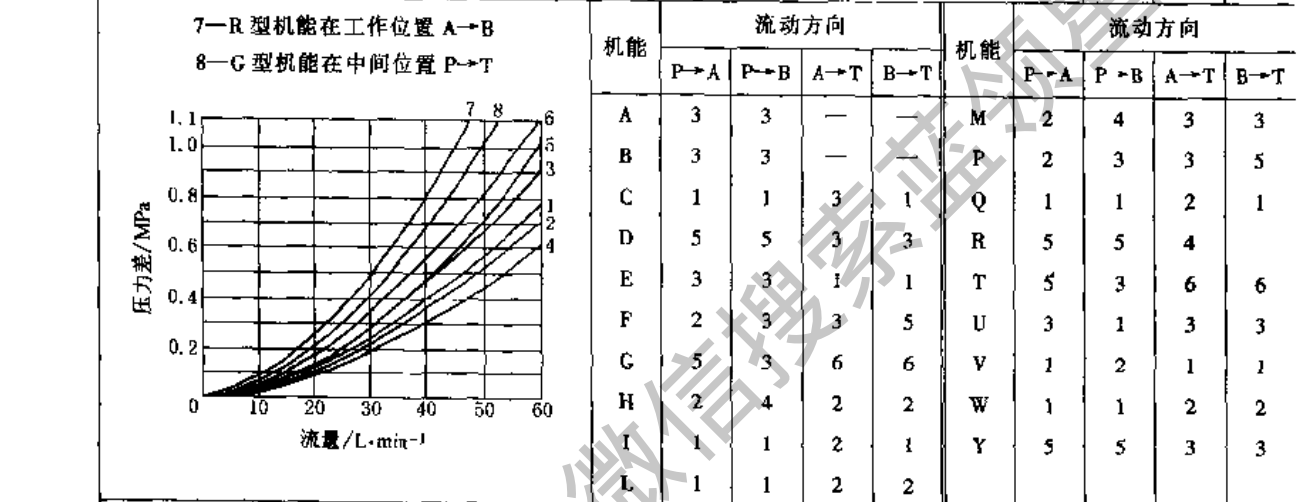 7—R 型机能在工作位置 A→B
8—G 型机能在中间位置 P→T
7 8
1.1 6
1.0 5
3
0.8 1
2
0.6 4
0.4
0.2
0 10 20 30 40 50 60
压力差/MPa
流量/L·min⁻¹
机能 流动方向 机能 流动方向
P→A P→B A→T B→T P→A P→B A→T B→T
A 3 3 — — M 2 4 3 3
B 3 3 — — P 2 3 3 5
C 1 1 3 1 Q 1 1 2 1
D 5 5 3 3 R 5 5 4
E 3 3 1 1 T 5 3 6 6
F 2 3 3 5 U 3 1 3 3
G 5 3 6 6 V 1 2 1 1
H 2 4 2 2 W 1 1 2 2
I 1 1 2 1 Y 5 5 3 3
L 1 1 2 2
微信搜索蓝领星